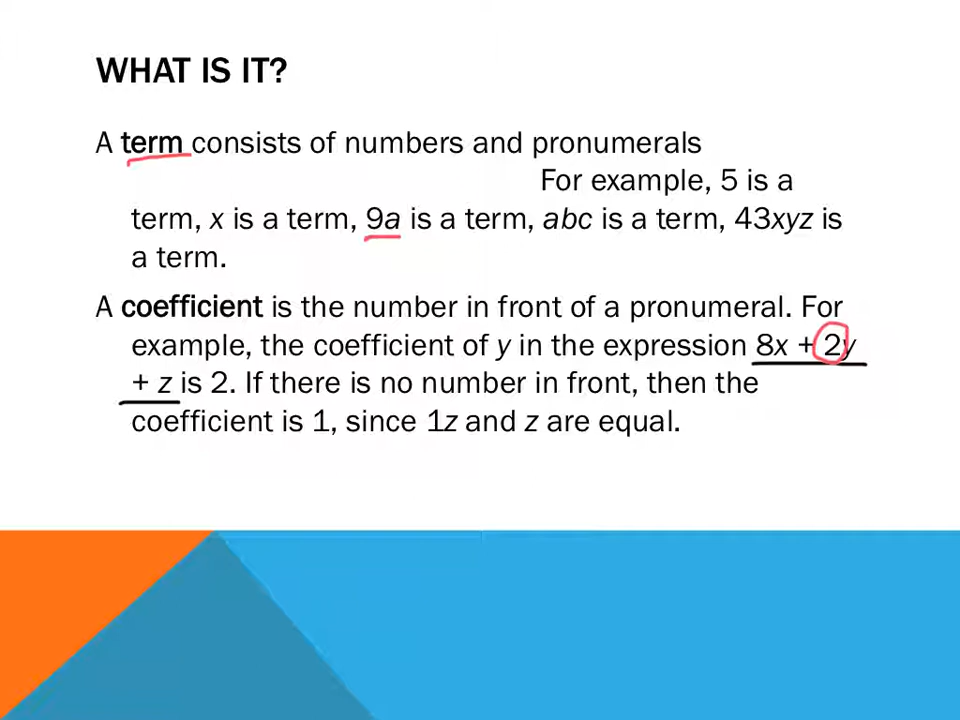 WHAT IS IT?
A term consists of numbers and pronumerals
For example, 5 is a
term, x is a term, 9a is a term, abc is a term, 43xyz is
a term.
A coefficient is the number in front of a pronumeral. For
example, the coefficient of y in the expression 8x + 2y
+ z is 2. If there is no number in front, then the
coefficient is 1, since 1z and z are equal.